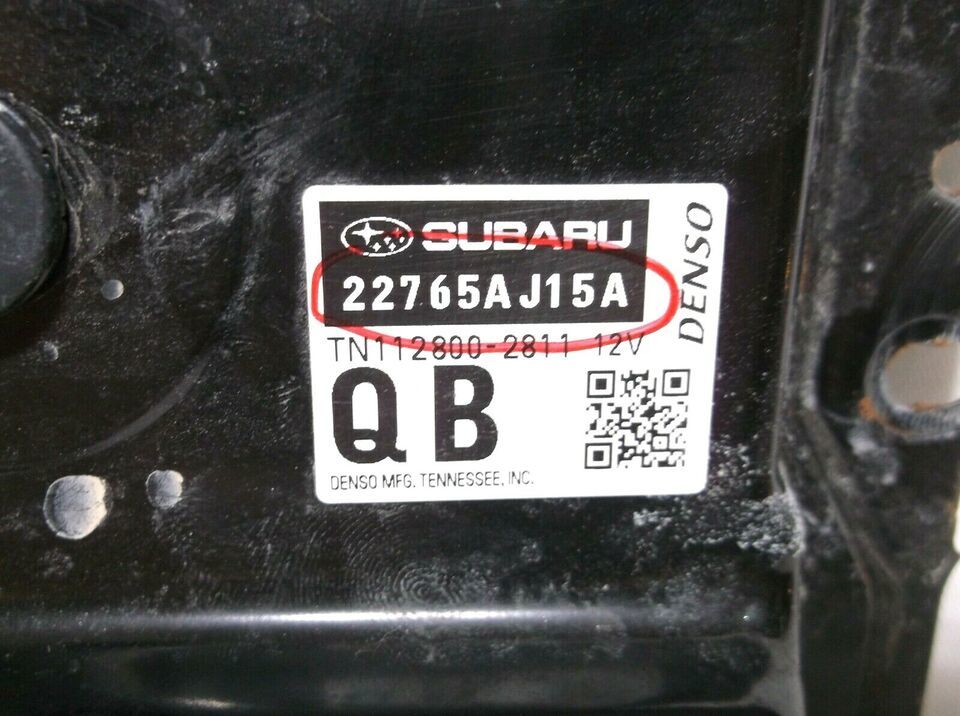 SUBARU
22765AJ15A
TN112800-2811 12V
QB
DENSO MFG. TENNESSEE, INC.
DENSO